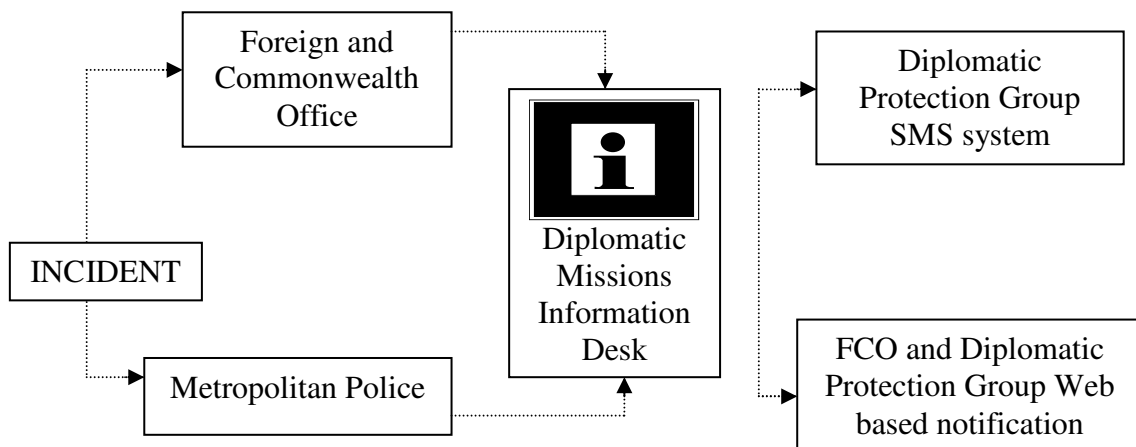 Foreign and
Commonwealth
Office
Diplomatic
Protection Group
SMS system
i
Diplomatic
Missions
Information
Desk
INCIDENT
Metropolitan Police
FCO and Diplomatic
Protection Group Web
based notification